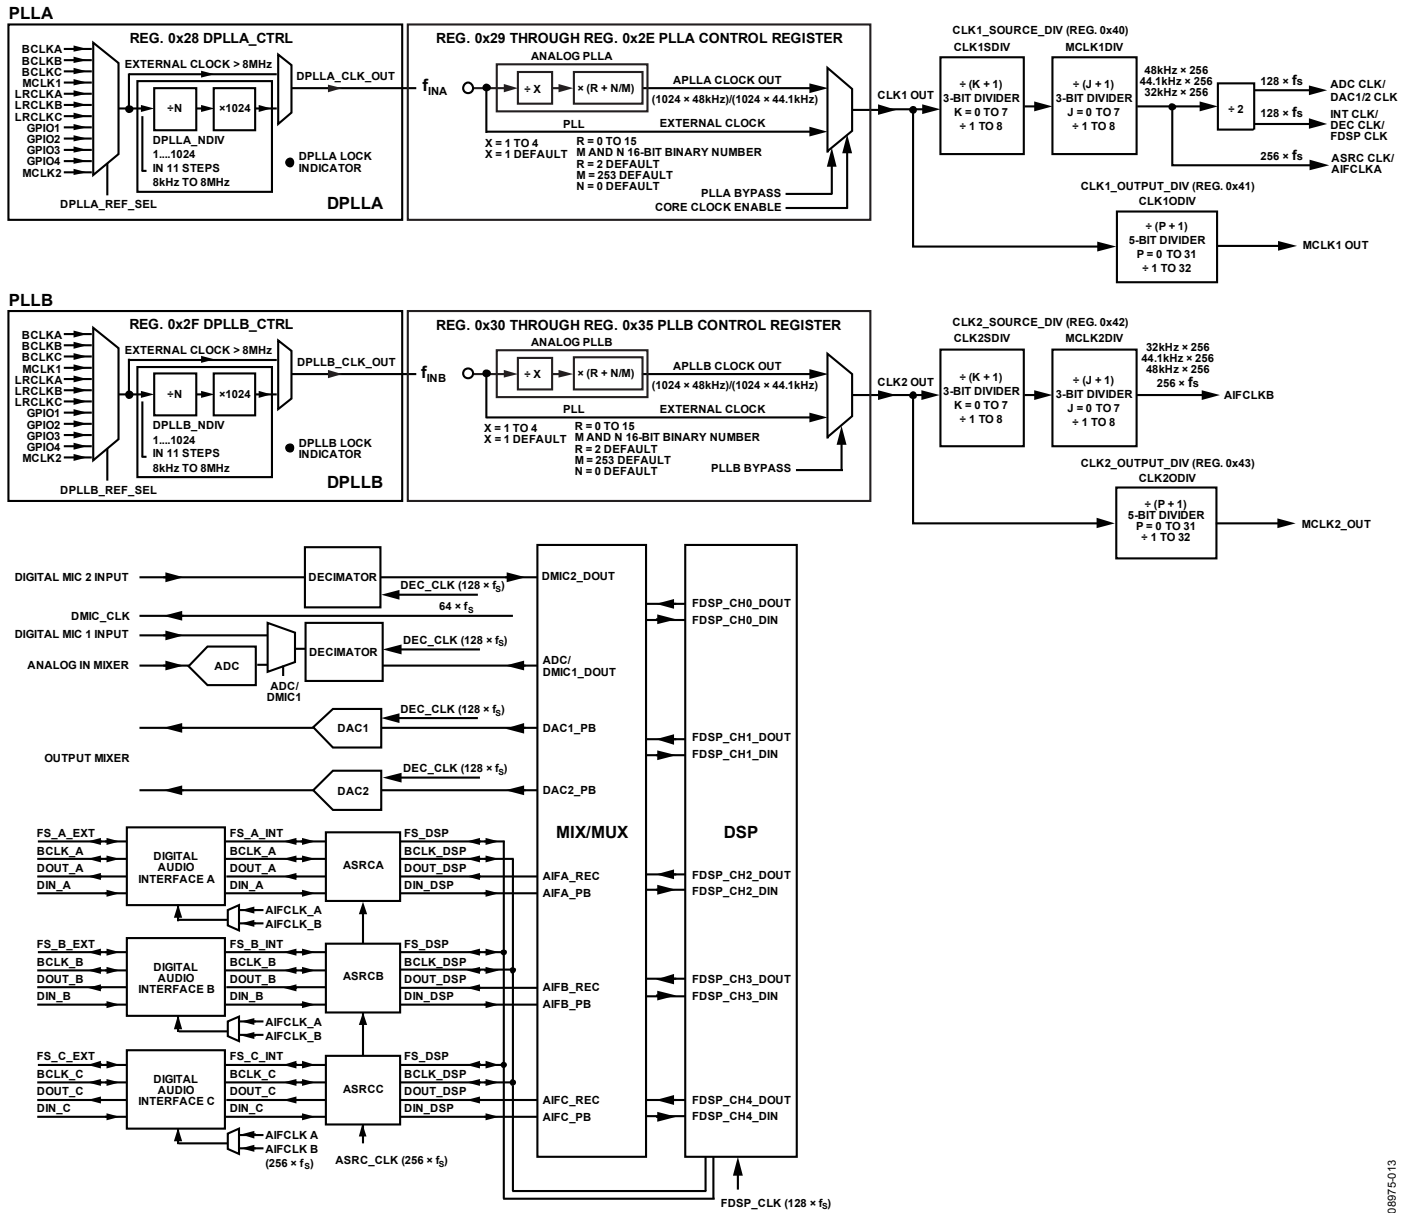 PLLA
REG. 0x28 DPLLA_CTRL
BCLKA
BCLKB
BCLKC
MCLK1
LRCLKA
LRCLKB
LRCLKC
GPIO1
GPIO2
GPIO3
GPIO4
MCLK2
EXTERNAL CLOCK > 8MHz
÷N
×1024
DPLLA_NDIV
1....1024
IN 11 STEPS
8kHz TO 8MHz
DPLLA LOCK
INDICATOR
DPLLA_REF_SEL
DPLLA
DPLLA_CLK_OUT
REG. 0x29 THROUGH REG. 0x2E PLLA CONTROL REGISTER
ANALOG PLLA
fINA
÷ X
× (R + N/M)
APLLA CLOCK OUT
(1024 × 48kHz)/(1024 × 44.1kHz)
PLL
EXTERNAL CLOCK
X = 1 TO 4
X = 1 DEFAULT
R = 0 TO 15
M AND N 16-BIT BINARY NUMBER
R = 2 DEFAULT
M = 253 DEFAULT
N = 0 DEFAULT
PLLA BYPASS
CORE CLOCK ENABLE
CLK1 OUT
CLK1_SOURCE_DIV (REG. 0x40)
CLK1SDIV
MCLK1DIV
÷ (K + 1)
3-BIT DIVIDER
K = 0 TO 7
÷ 1 TO 8
÷ (J + 1)
3-BIT DIVIDER
J = 0 TO 7
÷ 1 TO 8
48kHz × 256
44.1kHz × 256
32kHz × 256
÷ 2
128 × fS
128 × fS
256 × fS
ADC CLK/
DAC1/2 CLK
INT CLK/
DEC CLK/
FDSP CLK
ASRC CLK/
AIFCLKA
CLK1_OUTPUT_DIV (REG. 0x41)
CLK1ODIV
÷ (P + 1)
5-BIT DIVIDER
P = 0 TO 31
÷ 1 TO 32
MCLK1 OUT
PLLB
REG. 0x2F DPLLB_CTRL
BCLKA
BCLKB
BCLKC
MCLK1
LRCLKA
LRCLKB
LRCLKC
GPIO1
GPIO2
GPIO3
GPIO4
MCLK2
EXTERNAL CLOCK > 8MHz
÷N
×1024
DPLLB_NDIV
1....1024
IN 11 STEPS
8kHz TO 8MHz
DPLLB LOCK
INDICATOR
DPLLB_REF_SEL
DPLLB
DPLLB_CLK_OUT
REG. 0x30 THROUGH REG. 0x35 PLLB CONTROL REGISTER
ANALOG PLLB
fINB
÷ X
× (R + N/M)
APLLB CLOCK OUT
(1024 × 48kHz)/(1024 × 44.1kHz)
PLL
EXTERNAL CLOCK
X = 1 TO 4
X = 1 DEFAULT
R = 0 TO 15
M AND N 16-BIT BINARY NUMBER
R = 2 DEFAULT
M = 253 DEFAULT
N = 0 DEFAULT
PLLB BYPASS
CLK2 OUT
CLK2_SOURCE_DIV (REG. 0x42)
CLK2SDIV
MCLK2DIV
÷ (K + 1)
3-BIT DIVIDER
K = 0 TO 7
÷ 1 TO 8
÷ (J + 1)
3-BIT DIVIDER
J = 0 TO 7
÷ 1 TO 8
32kHz × 256
44.1kHz × 256
48kHz × 256
256 × fS
AIFCLKB
CLK2_OUTPUT_DIV (REG. 0x43)
CLK2ODIV
÷ (P + 1)
5-BIT DIVIDER
P = 0 TO 31
÷ 1 TO 32
MCLK2_OUT
DIGITAL MIC 2 INPUT
DECIMATOR
DEC_CLK (128 × fS)
DMIC2_DOUT
DMIC_CLK
64 × fS
DIGITAL MIC 1 INPUT
ANALOG IN MIXER
ADC
ADC/
DMIC1
DECIMATOR
DEC_CLK (128 × fS)
ADC/
DMIC1_DOUT
DAC1
DEC_CLK (128 × fS)
DAC1_PB
OUTPUT MIXER
DAC2
DEC_CLK (128 × fS)
DAC2_PB
MIX/MUX
DSP
FDSP_CH0_DOUT
FDSP_CH0_DIN
FDSP_CH1_DOUT
FDSP_CH1_DIN
FDSP_CH2_DOUT
FDSP_CH2_DIN
FDSP_CH3_DOUT
FDSP_CH3_DIN
FDSP_CH4_DOUT
FDSP_CH4_DIN
FS_A_EXT
BCLK_A
DOUT_A
DIN_A
DIGITAL
AUDIO
INTERFACE A
FS_A_INT
BCLK_A
DOUT_A
DIN_A
ASRCA
FS_DSP
BCLK_DSP
DOUT_DSP
DIN_DSP
AIFA_REC
AIFA_PB
AIFCLK_A
AIFCLK_B
FS_B_EXT
BCLK_B
DOUT_B
DIN_B
DIGITAL
AUDIO
INTERFACE B
FS_B_INT
BCLK_B
DOUT_B
DIN_B
ASRCB
FS_DSP
BCLK_DSP
DOUT_DSP
DIN_DSP
AIFB_REC
AIFB_PB
AIFCLK_A
AIFCLK_B
FS_C_EXT
BCLK_C
DOUT_C
DIN_C
DIGITAL
AUDIO
INTERFACE C
FS_C_INT
BCLK_C
DOUT_C
DIN_C
ASRCC
FS_DSP
BCLK_DSP
DOUT_DSP
DIN_DSP
AIFC_REC
AIFC_PB
AIFCLK A
AIFCLK B
(256 × fS)
ASRC_CLK (256 × fS)
FDSP_CLK (128 × fS)
08975-013